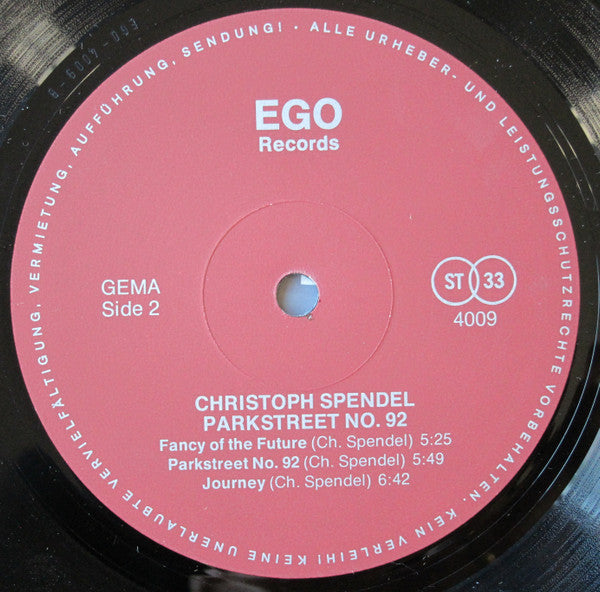 ALLE URHEBER- UND LEISTUNGSSCHUTZRECHTE VORBEHALTEN. KEIN VERLEIH! KEINE UNERLAUBTE VERVIELFÄLTIGUNG, VERMIETUNG, AUFFÜHRUNG, SENDUNG! ·
EGO
Records
GEMA
Side 2
ST 33
4009
CHRISTOPH SPENDEL
PARKSTREET NO. 92
Fancy of the Future (Ch. Spendel) 5:25
Parkstreet No. 92 (Ch. Spendel) 5:49
Journey (Ch. Spendel) 6:42